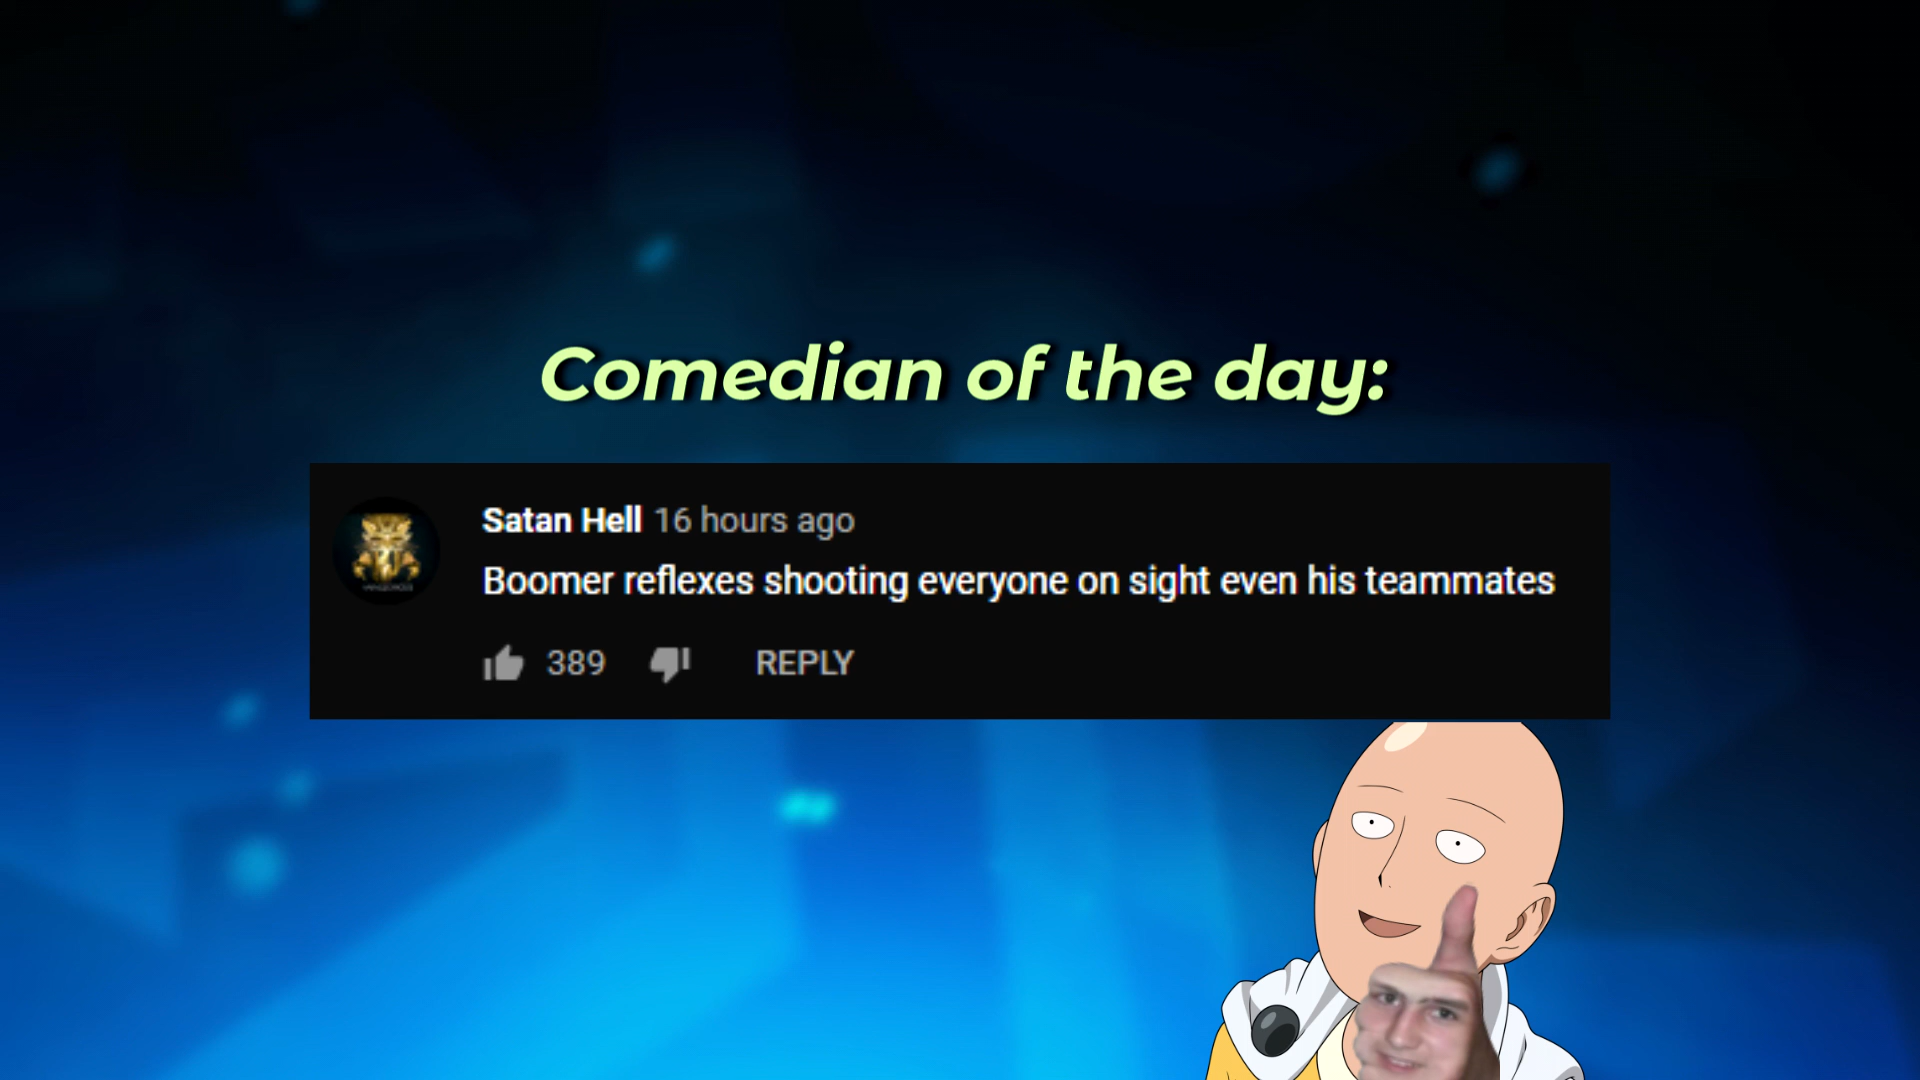 Comedian of the day:
Satan Hell 16 hours ago
Boomer reflexes shooting everyone on sight even his teammates
389 REPLY